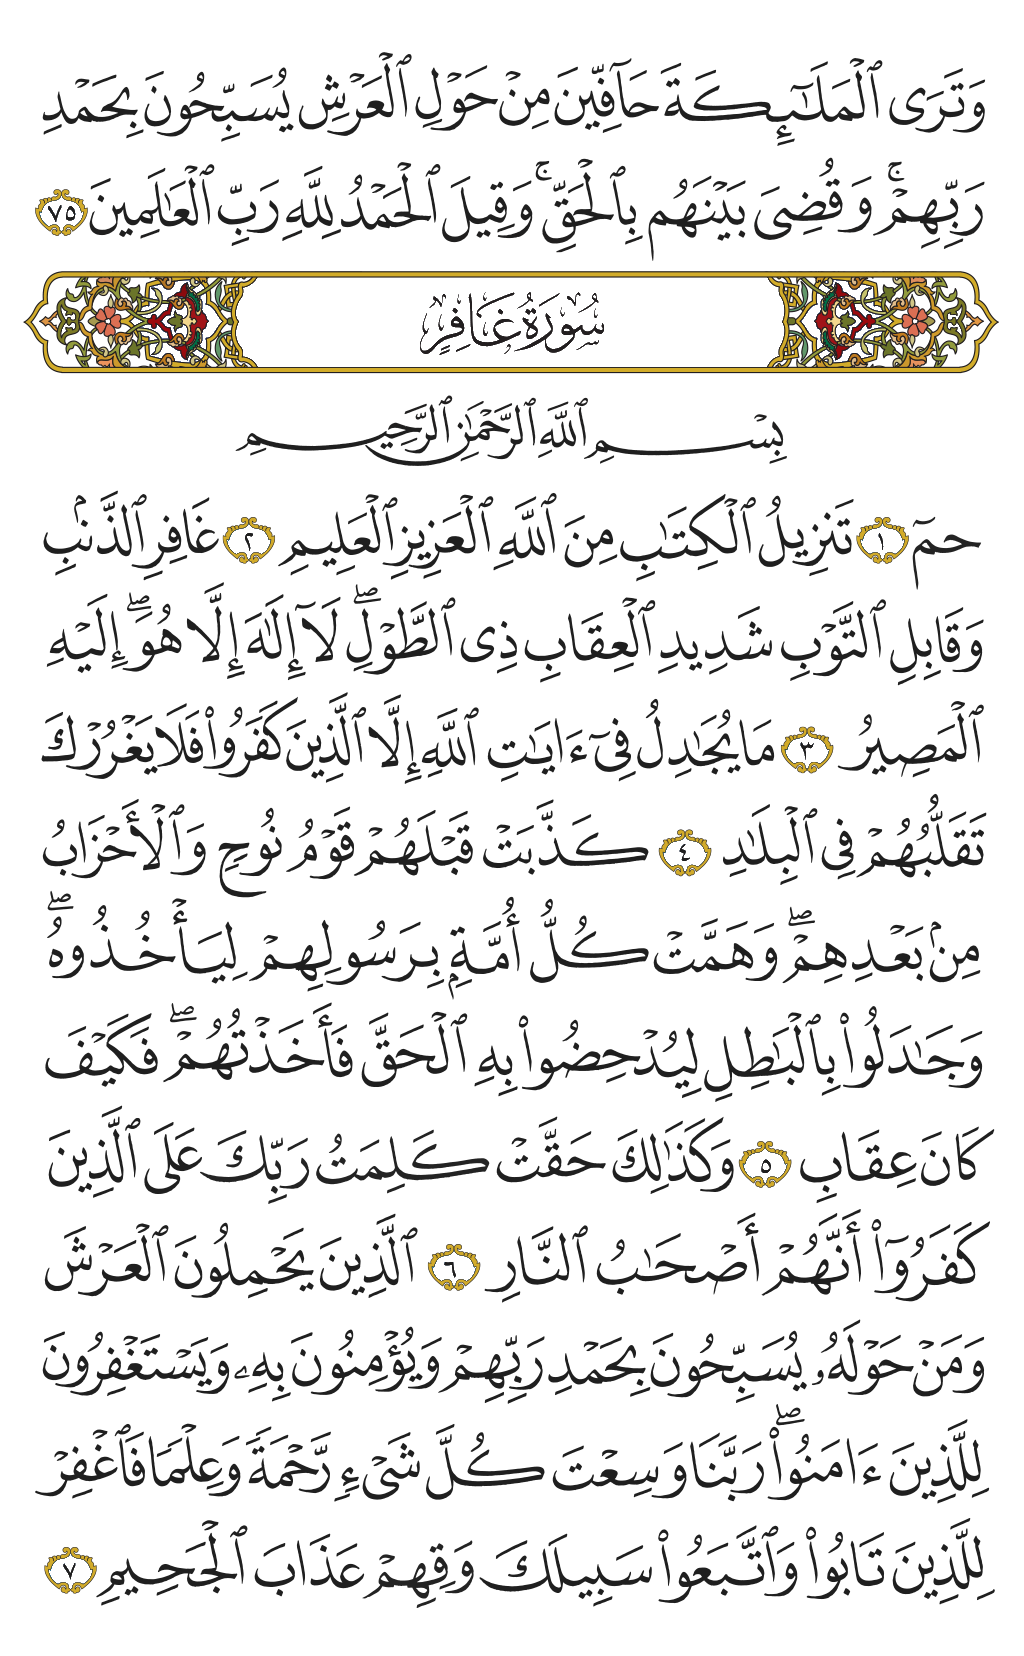 وَتَرَى ٱلْمَلَـٰٓئِكَةَ حَآفِّينَ مِنْ حَوْلِ ٱلْعَرْشِ يُسَبِّحُونَ بِحَمْدِ
رَبِّهِمْ ۚ وَقُضِىَ بَيْنَهُم بِٱلْحَقِّ ۚ وَقِيلَ ٱلْحَمْدُ لِلَّهِ رَبِّ ٱلْعَـٰلَمِينَ ٧٥
سُورَةُ غَافِرٍ
بِسْمِ ٱللَّهِ ٱلرَّحْمَـٰنِ ٱلرَّحِيمِ
حمٓ ١ تَنزِيلُ ٱلْكِتَـٰبِ مِنَ ٱللَّهِ ٱلْعَزِيزِ ٱلْعَلِيمِ ٢ غَافِرِ ٱلذَّنۢبِ
وَقَابِلِ ٱلتَّوْبِ شَدِيدِ ٱلْعِقَابِ ذِى ٱلطَّوْلِ ۖ لَآ إِلَـٰهَ إِلَّا هُوَ ۖ إِلَيْهِ
ٱلْمَصِيرُ ٣ مَا يُجَـٰدِلُ فِىٓ ءَايَـٰتِ ٱللَّهِ إِلَّا ٱلَّذِينَ كَفَرُوا۟ فَلَا يَغْرُرْكَ
تَقَلُّبُهُمْ فِى ٱلْبِلَـٰدِ ٤ كَذَّبَتْ قَبْلَهُمْ قَوْمُ نُوحٍ وَٱلْأَحْزَابُ
مِنۢ بَعْدِهِمْ ۖ وَهَمَّتْ كُلُّ أُمَّةٍۭ بِرَسُولِهِمْ لِيَأْخُذُوهُ ۖ
وَجَـٰدَلُوا۟ بِٱلْبَـٰطِلِ لِيُدْحِضُوا۟ بِهِ ٱلْحَقَّ فَأَخَذْتُهُمْ ۖ فَكَيْفَ
كَانَ عِقَابِ ٥ وَكَذَٰلِكَ حَقَّتْ كَلِمَتُ رَبِّكَ عَلَى ٱلَّذِينَ
كَفَرُوٓا۟ أَنَّهُمْ أَصْحَـٰبُ ٱلنَّارِ ٦ ٱلَّذِينَ يَحْمِلُونَ ٱلْعَرْشَ
وَمَنْ حَوْلَهُۥ يُسَبِّحُونَ بِحَمْدِ رَبِّهِمْ وَيُؤْمِنُونَ بِهِۦ وَيَسْتَغْفِرُونَ
لِلَّذِينَ ءَامَنُوا۟ ۖ رَبَّنَا وَسِعْتَ كُلَّ شَىْءٍ رَّحْمَةً وَعِلْمًا فَٱغْفِرْ
لِلَّذِينَ تَابُوا۟ وَٱتَّبَعُوا۟ سَبِيلَكَ وَقِهِمْ عَذَابَ ٱلْجَحِيمِ ٧